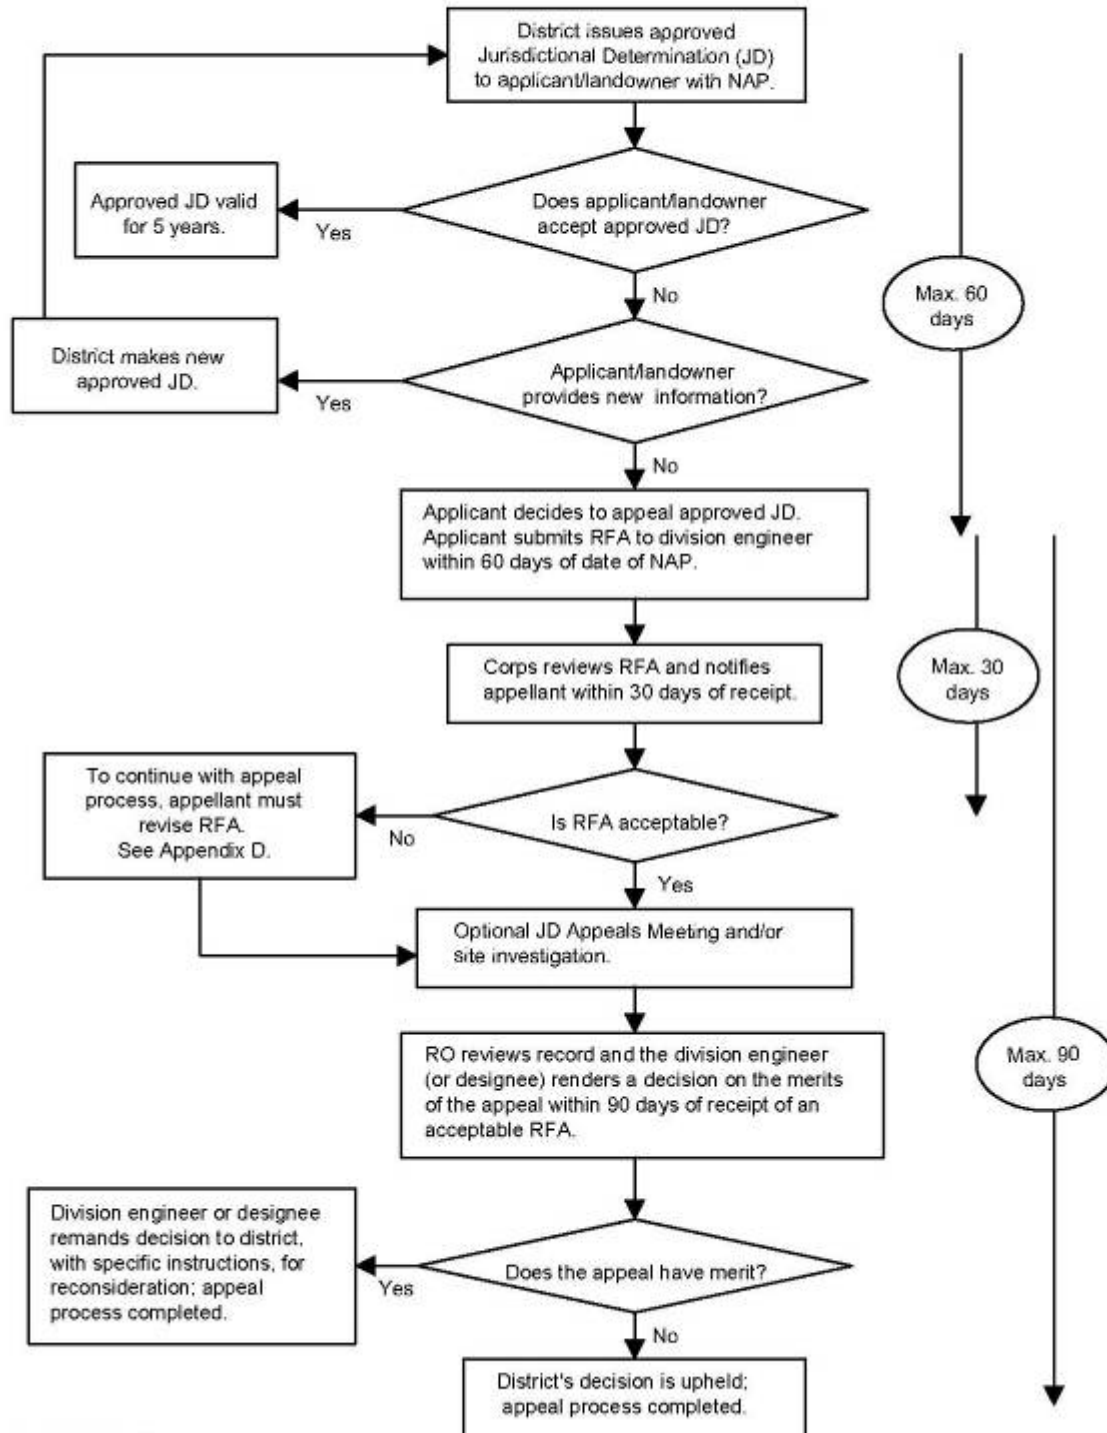 District issues approved
Jurisdictional Determination (JD)
to applicant/landowner with NAP.
Approved JD valid
for 5 years.
Yes
Does applicant/landowner
accept approved JD?
No
Max. 60
days
District makes new
approved JD.
Yes
Applicant/landowner
provides new information?
No
Applicant decides to appeal approved JD.
Applicant submits RFA to division engineer
within 60 days of date of NAP.
Corps reviews RFA and notifies
appellant within 30 days of receipt.
Max. 30
days
To continue with appeal
process, appellant must
revise RFA.
See Appendix D.
No
Is RFA acceptable?
Yes
Optional JD Appeals Meeting and/or
site investigation.
RO reviews record and the division engineer
(or designee) renders a decision on the merits
of the appeal within 90 days of receipt of an
acceptable RFA.
Max. 90
days
Division engineer or designee
remands decision to district,
with specific instructions, for
reconsideration; appeal
process completed.
Yes
Does the appeal have merit?
No
District's decision is upheld;
appeal process completed.